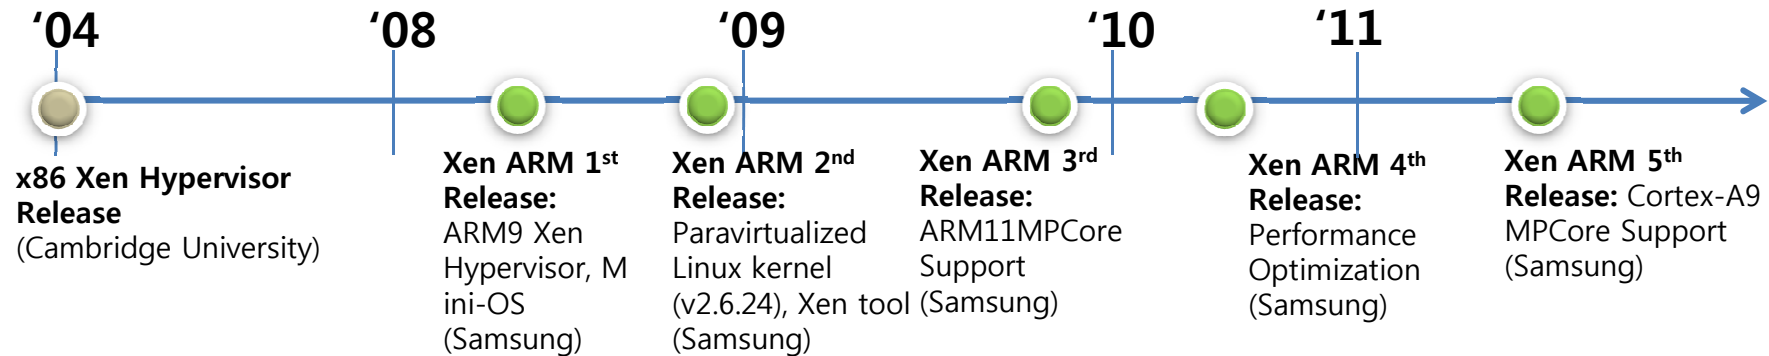 ‘04
‘08
‘09
‘10
‘11
x86 Xen Hypervisor
Release
(Cambridge University)
Xen ARM 1st
Release:
ARM9 Xen
Hypervisor, M
ini-OS
(Samsung)
Xen ARM 2nd
Release:
Paravirtualized
Linux kernel
(v2.6.24), Xen tool
(Samsung)
Xen ARM 3rd
Release:
ARM11MPCore
Support
(Samsung)
Xen ARM 4th
Release:
Performance
Optimization
(Samsung)
Xen ARM 5th
Release: Cortex-A9
MPCore Support
(Samsung)